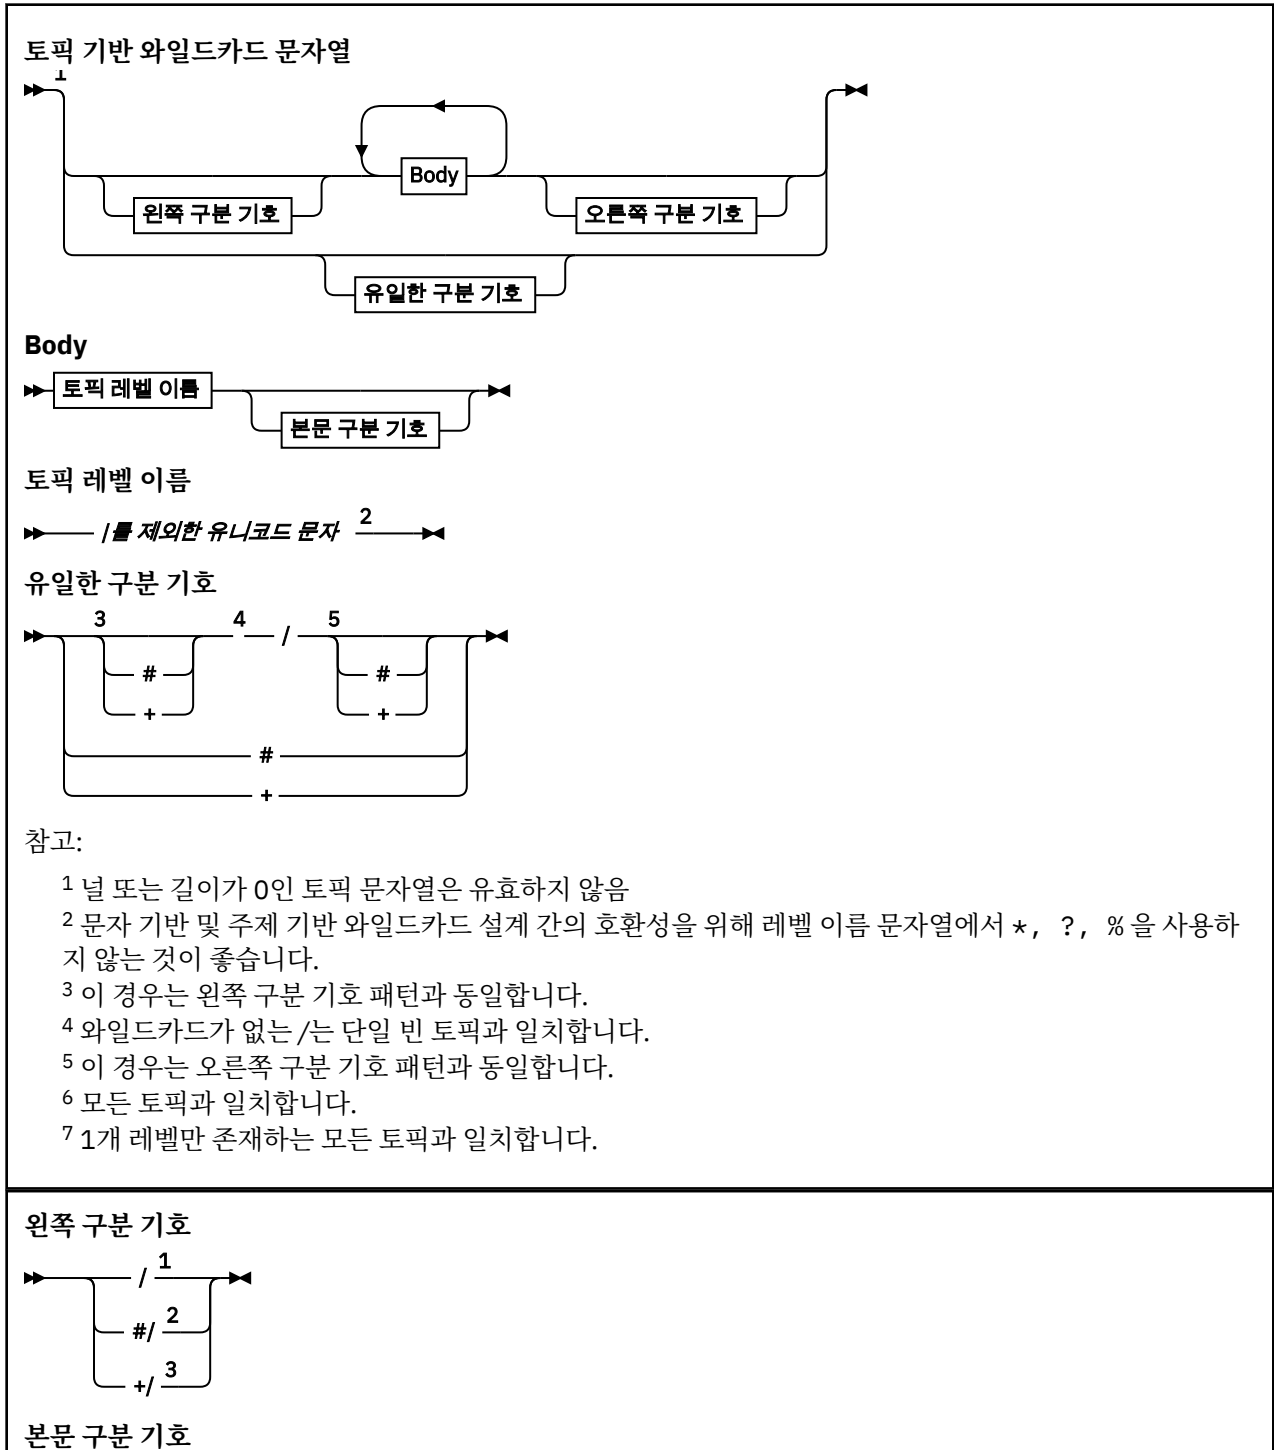 토픽 기반 와일드카드 문자열
1
Body
왼쪽 구분 기호
오른쪽 구분 기호
유일한 구분 기호
Body
토픽 레벨 이름
본문 구분 기호
토픽 레벨 이름
/를 제외한 유니코드 문자 2
유일한 구분 기호
3 4 / 5
# #
+ +
#
+
참고:
1 널 또는 길이가 0인 토픽 문자열은 유효하지 않음
2 문자 기반 및 주제 기반 와일드카드 설계 간의 호환성을 위해 레벨 이름 문자열에서 *, ?, % 을 사용하
지 않는 것이 좋습니다.
3 이 경우는 왼쪽 구분 기호 패턴과 동일합니다.
4 와일드카드가 없는 /는 단일 빈 토픽과 일치합니다.
5 이 경우는 오른쪽 구분 기호 패턴과 동일합니다.
6 모든 토픽과 일치합니다.
7 1개 레벨만 존재하는 모든 토픽과 일치합니다.
왼쪽 구분 기호
/ 1
#/ 2
+/ 3
본문 구분 기호